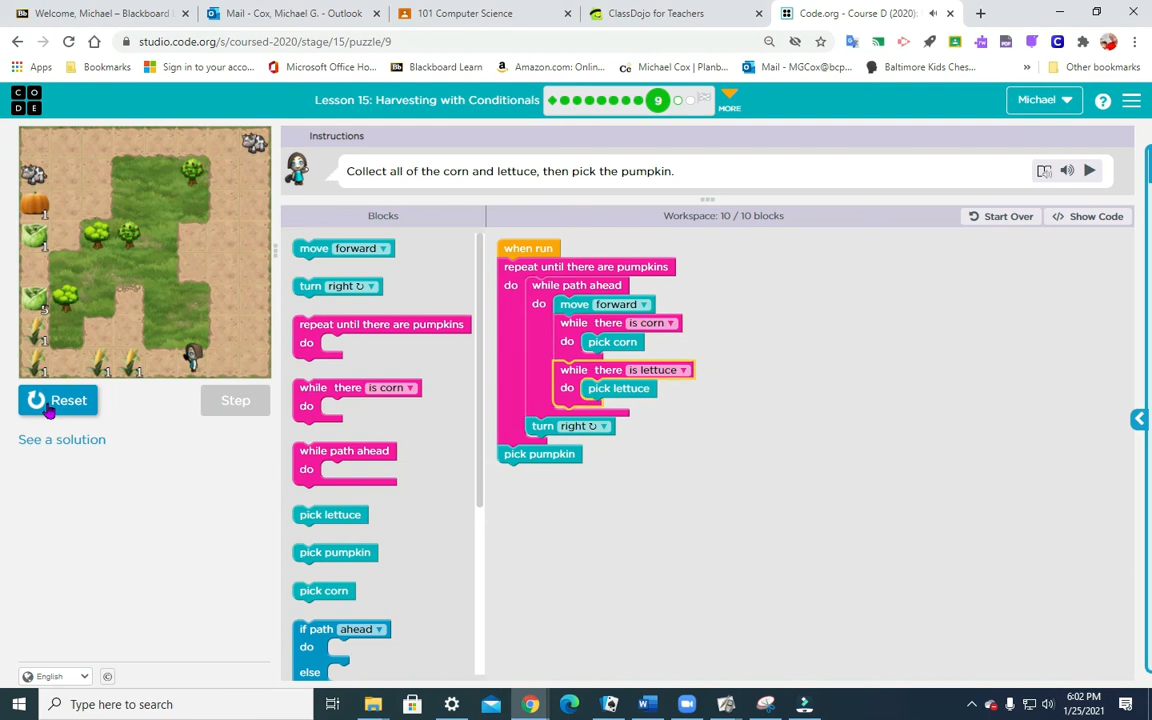 Welcome, Michael – Blackboard L
Mail - Cox, Michael G. - Outlook
101 Computer Science
ClassDojo for Teachers
Code.org - Course D (2020):
studio.code.org/s/coursed-2020/stage/15/puzzle/9
Apps
Bookmarks
Sign in to your acco...
Microsoft Office Ho...
Bb
Blackboard Learn
Amazon.com: Onlin...
Michael Cox | Planb...
Mail - MGCox@bcp...
Baltimore Kids Ches...
»
Other bookmarks
C O
D E
Lesson 15: Harvesting with Conditionals
9
MORE
Michael
?
Instructions
Collect all of the corn and lettuce, then pick the pumpkin.
Blocks
Workspace: 10 / 10 blocks
Start Over
</> Show Code
1
1
5
1
1
1
1
Reset
Step
See a solution
move forward
turn right ↻
repeat until there are pumpkins
do
while there is corn
do
while path ahead
do
pick lettuce
pick pumpkin
pick corn
if path ahead
do
else
when run
repeat until there are pumpkins
do while path ahead
do move forward
while there is corn
do pick corn
while there is lettuce
do pick lettuce
turn right ↻
pick pumpkin
English
©
Type here to search
6:02 PM
1/25/2021